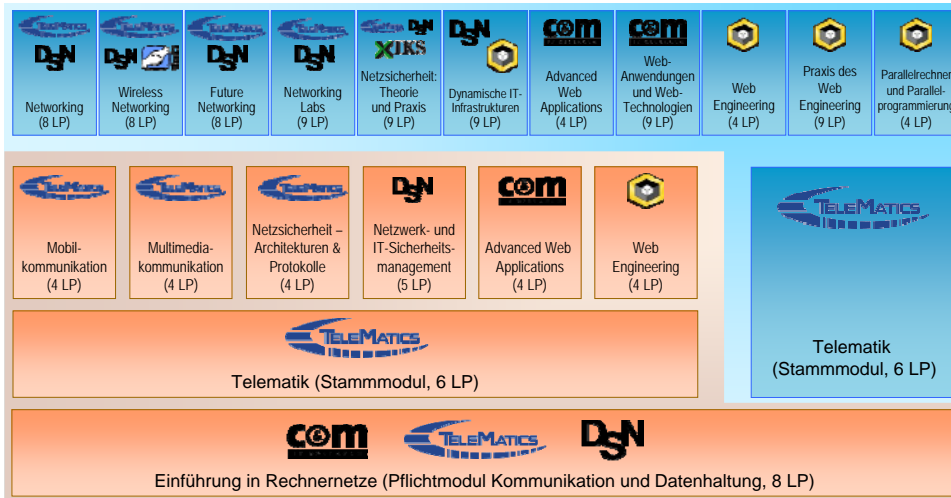 TELEMATICS
DSN
Networking
(8 LP)
TELEMATICS
DSN
Wireless
Networking
(8 LP)
TELEMATICS
DSN
Future
Networking
(8 LP)
TELEMATICS
DSN
Networking
Labs
(9 LP)
DSN
IKS
Netzsicherheit:
Theorie
und Praxis
(9 LP)
DSN
Dynamische IT-
Infrastrukturen
(9 LP)
com
Advanced
Web
Applications
(4 LP)
com
Web-
Anwendungen
und Web-
Technologien
(9 LP)
Web
Engineering
(4 LP)
Praxis des
Web
Engineering
(9 LP)
Parallelrechner
und Parallel-
programmierung
(4 LP)
TELEMATICS
Mobil-
kommunikation
(4 LP)
TELEMATICS
Multimedia-
kommunikation
(4 LP)
TELEMATICS
Netzsicherheit –
Architekturen &
Protokolle
(4 LP)
DSN
Netzwerk- und
IT-Sicherheits-
management
(5 LP)
com
Advanced Web
Applications
(4 LP)
Web
Engineering
(4 LP)
TELEMATICS
Telematik
(Stammmodul, 6 LP)
TELEMATICS
Telematik (Stammmodul, 6 LP)
com TELEMATICS DSN
Einführung in Rechnernetze (Pflichtmodul Kommunikation und Datenhaltung, 8 LP)